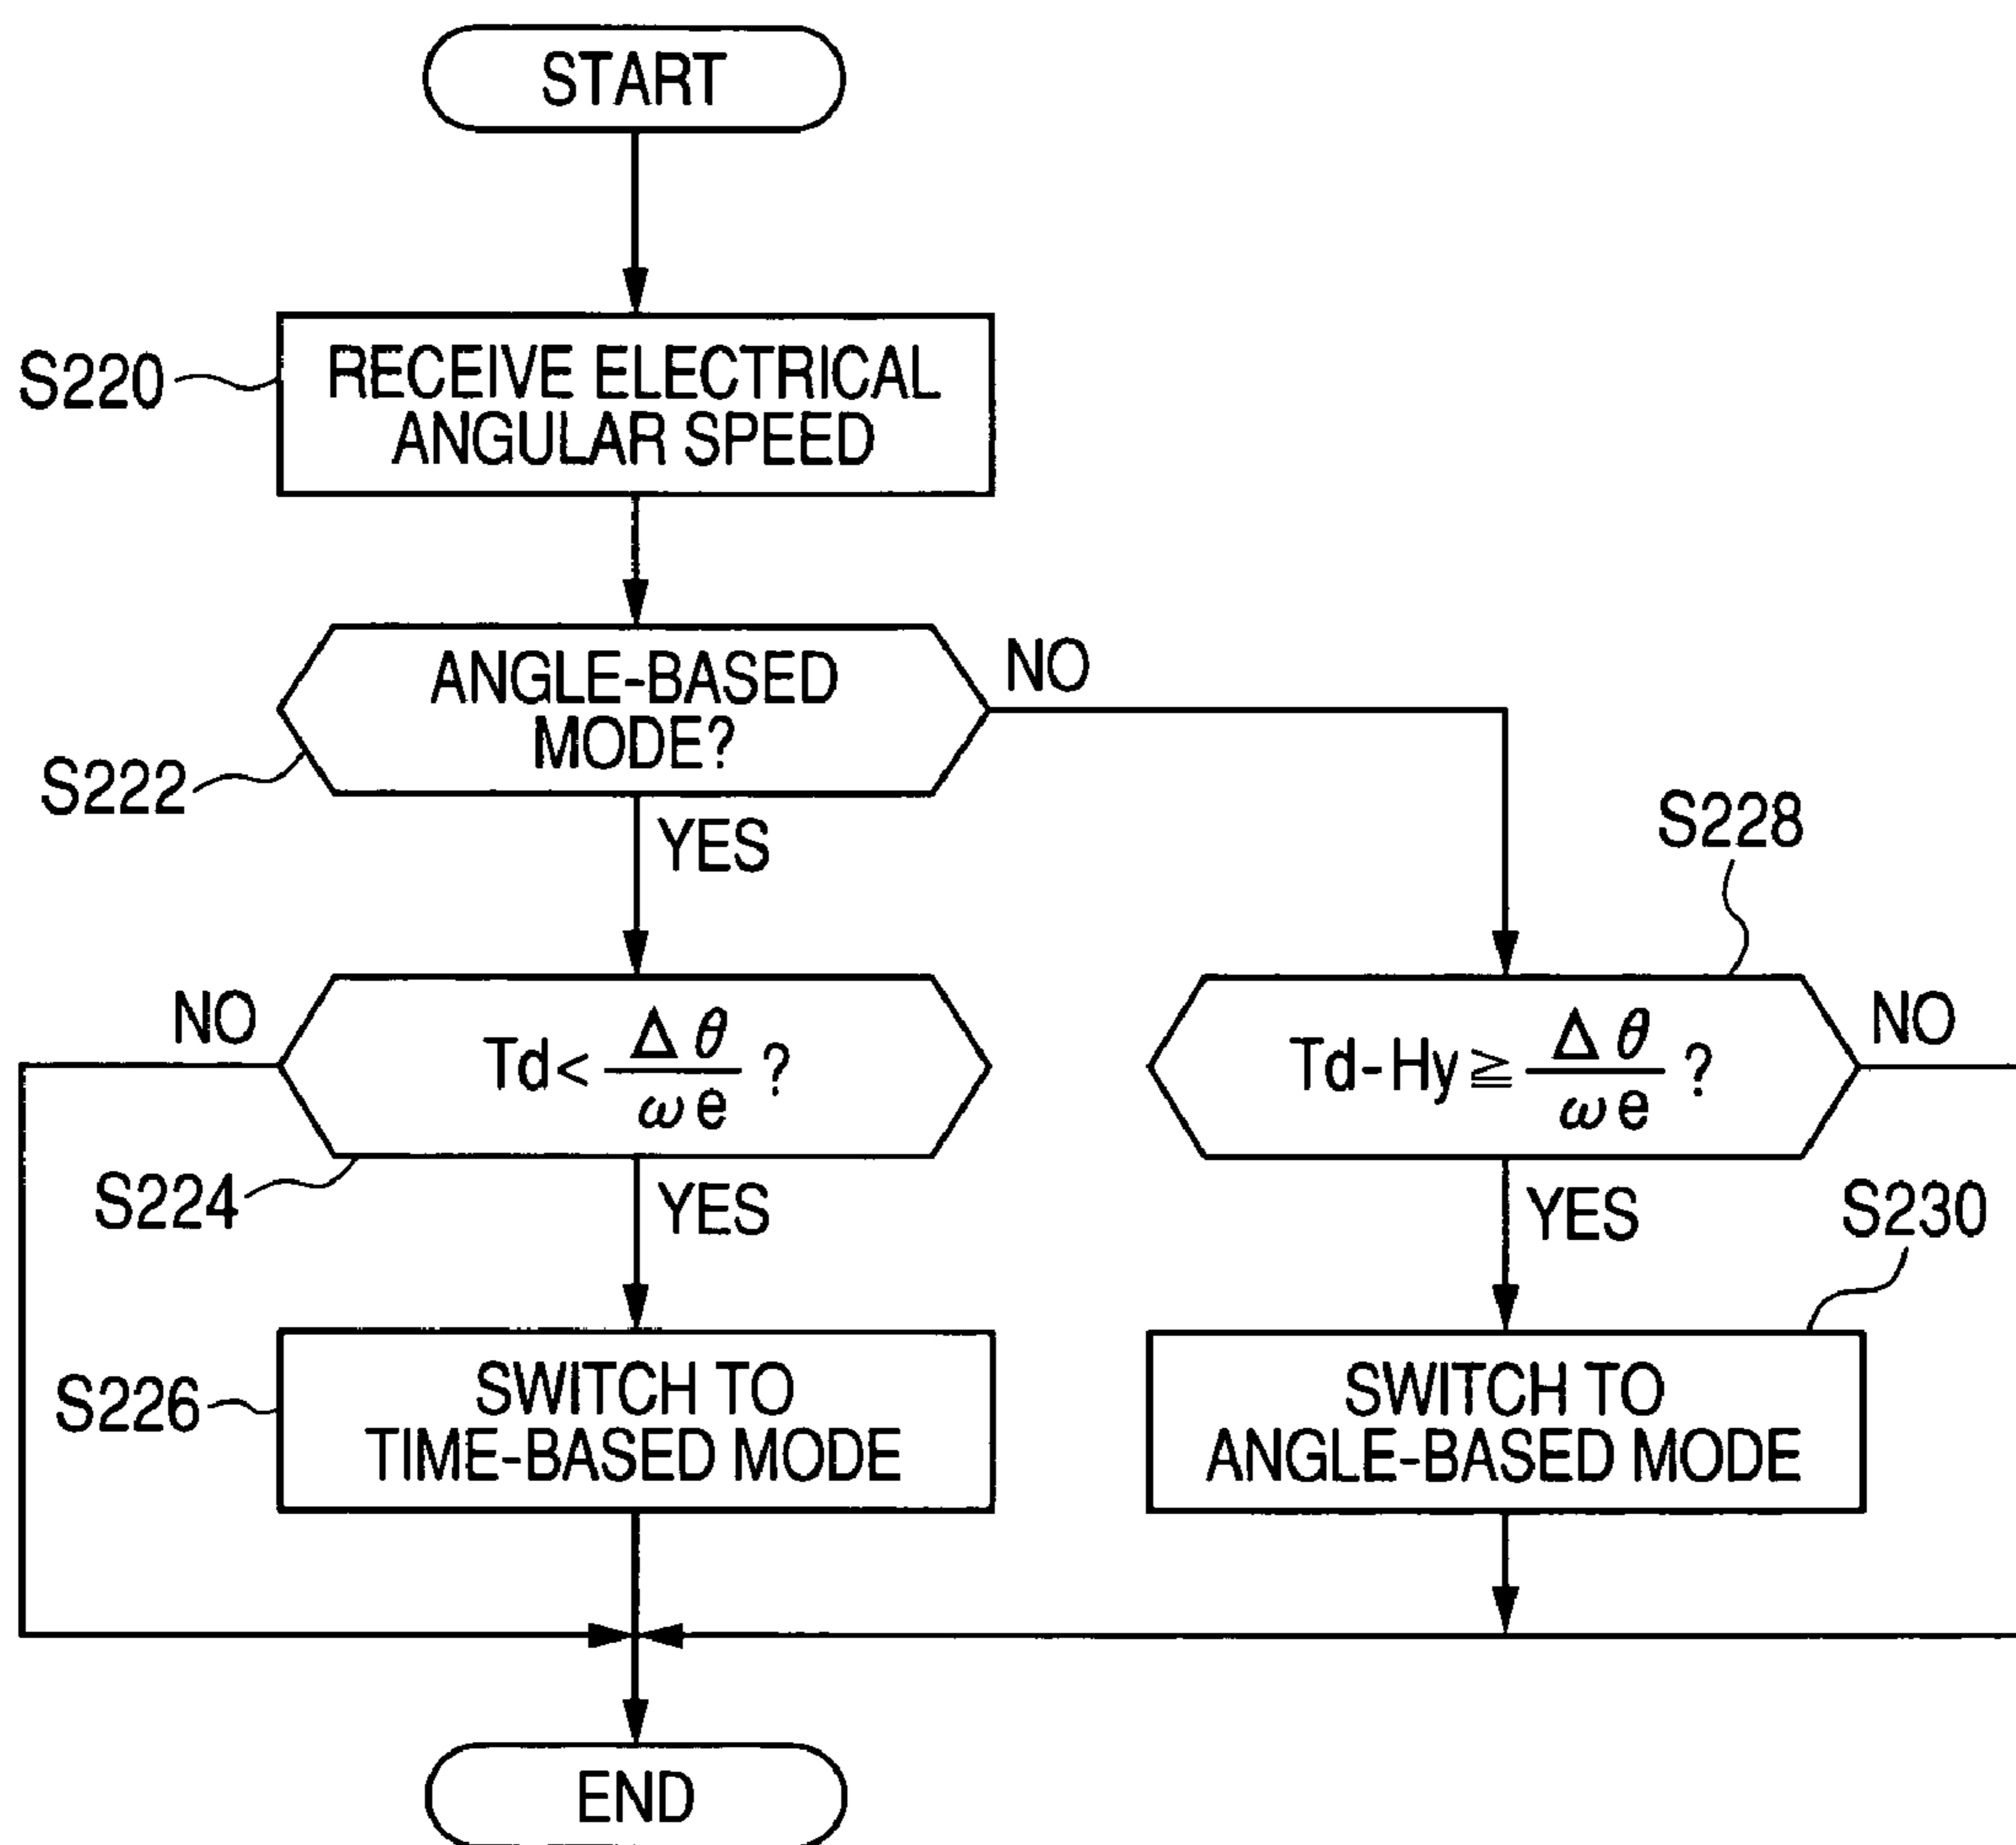 START
S220
RECEIVE ELECTRICAL
ANGULAR SPEED
ANGLE-BASED
MODE?
NO
S222
YES
S228
NO
Td < Δθ/ωe ?
Td-Hy ≧ Δθ/ωe ?
NO
S224
YES
YES
S230
S226
SWITCH TO
TIME-BASED MODE
SWITCH TO
ANGLE-BASED MODE
END